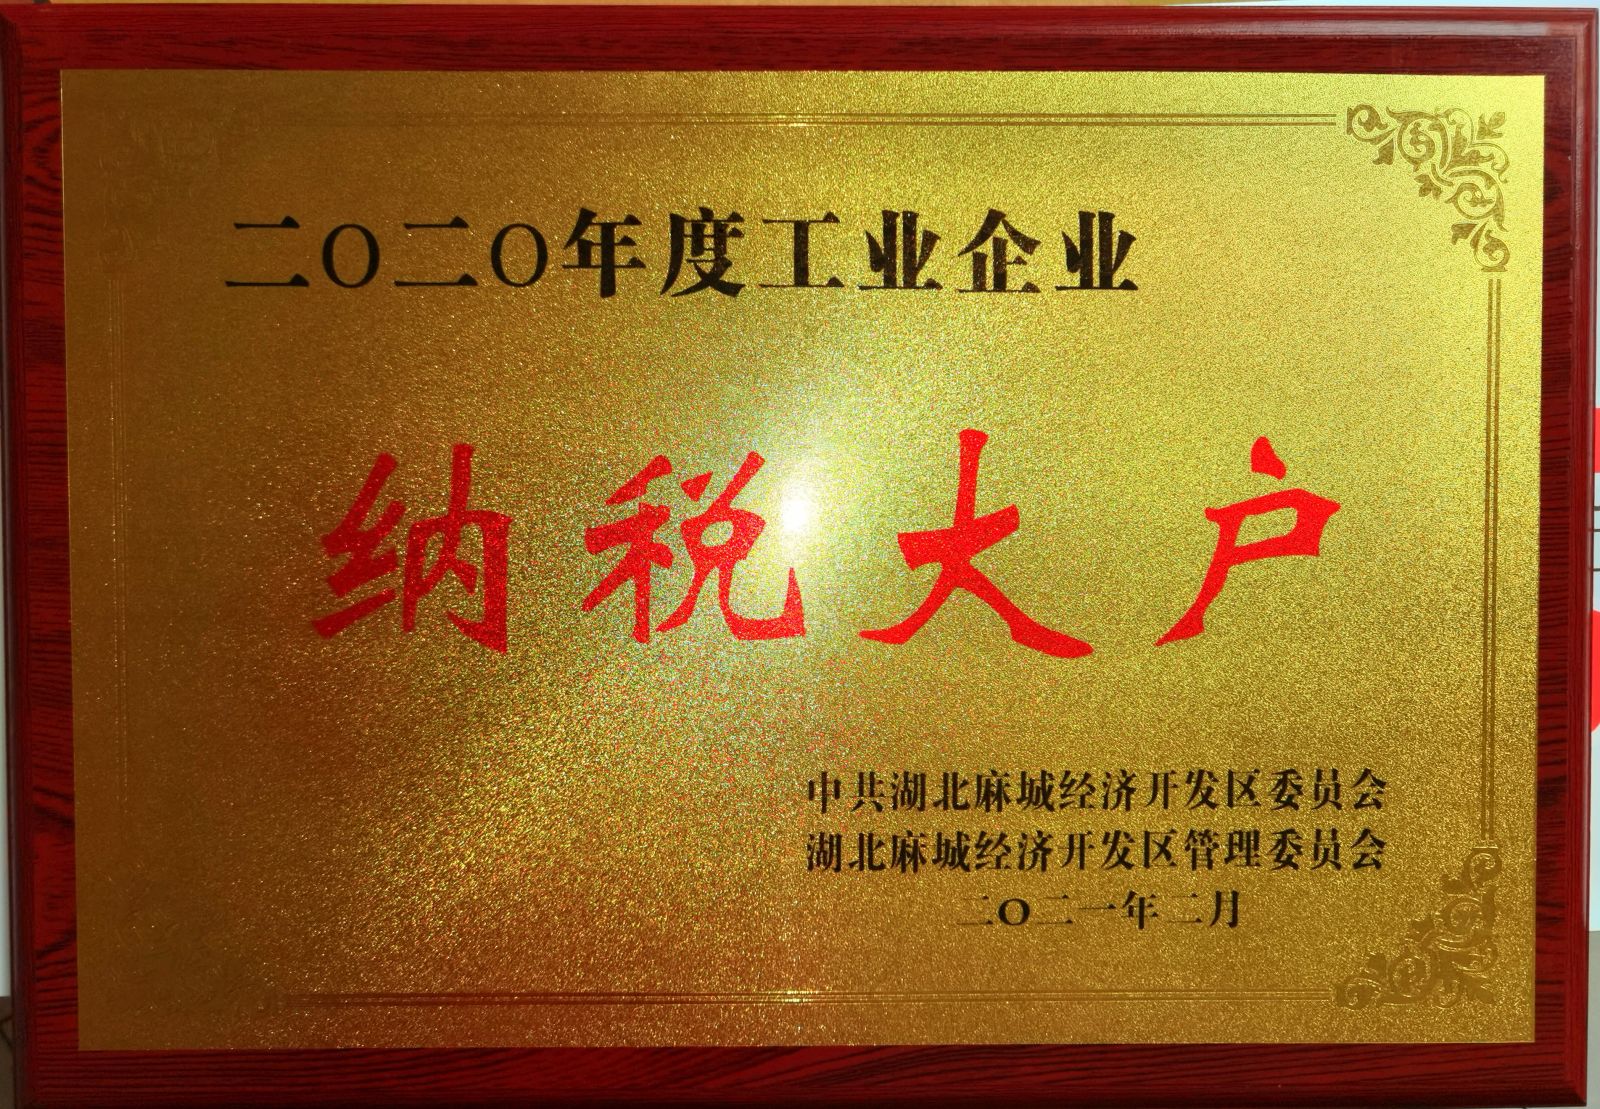 二〇二〇年度工业企业
纳税大户
中共湖北麻城经济开发区委员会
湖北麻城经济开发区管理委员会
二〇二一年二月